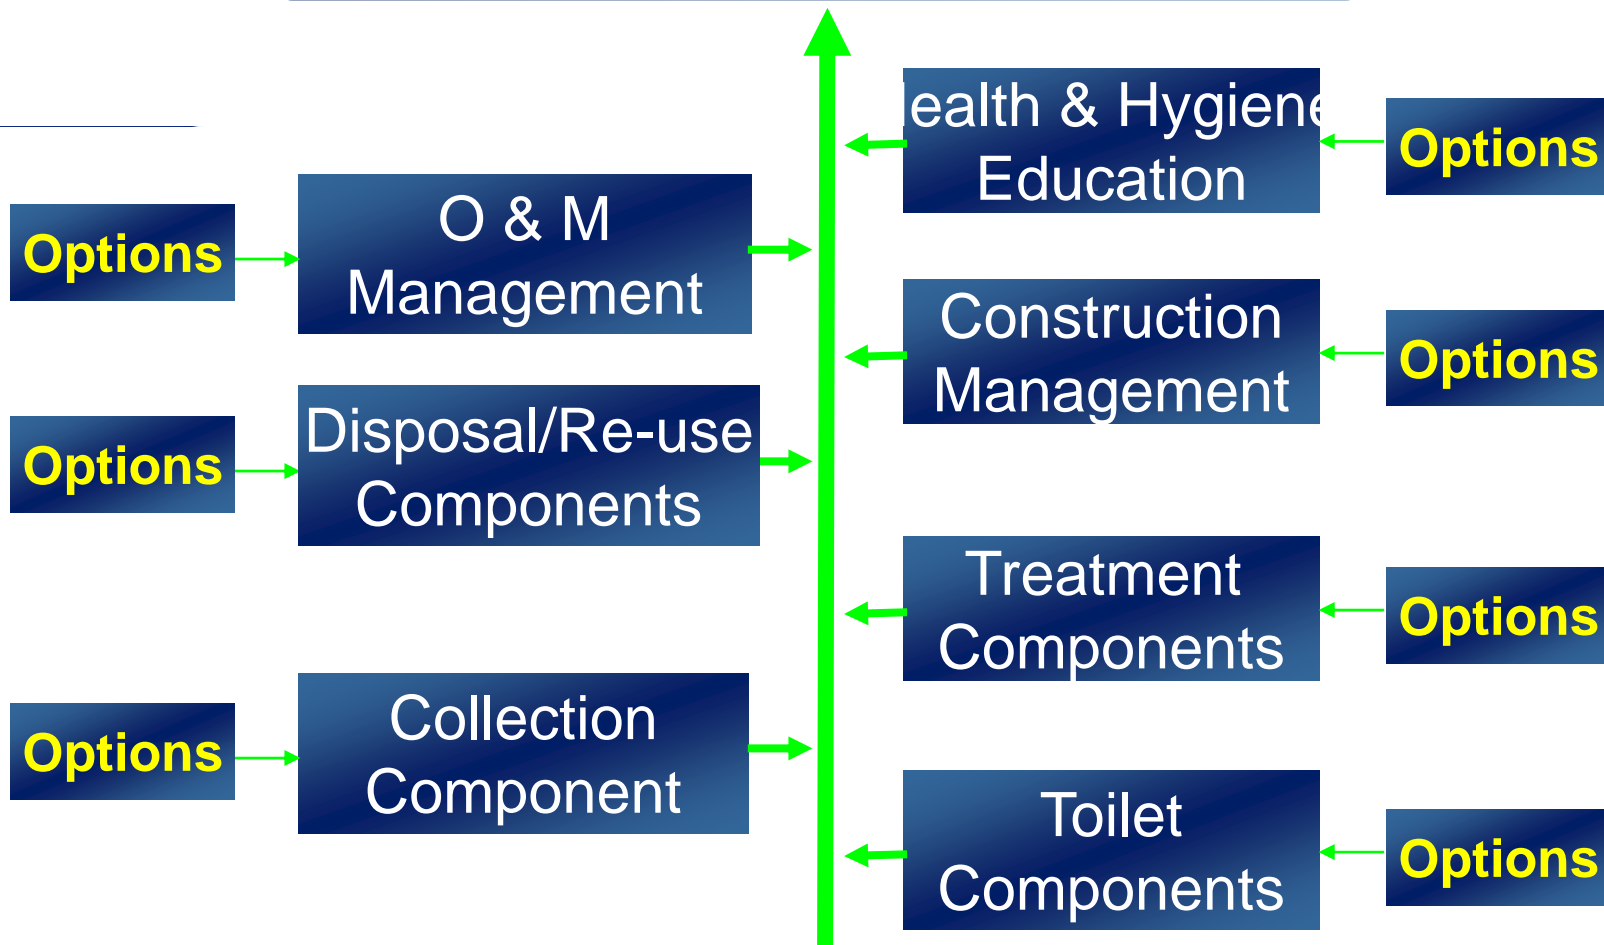 Health & Hygiene
Education
Options
O & M
Management
Options
Construction
Management
Options
Disposal/Re-use
Components
Options
Treatment
Components
Options
Collection
Component
Options
Toilet
Components
Options